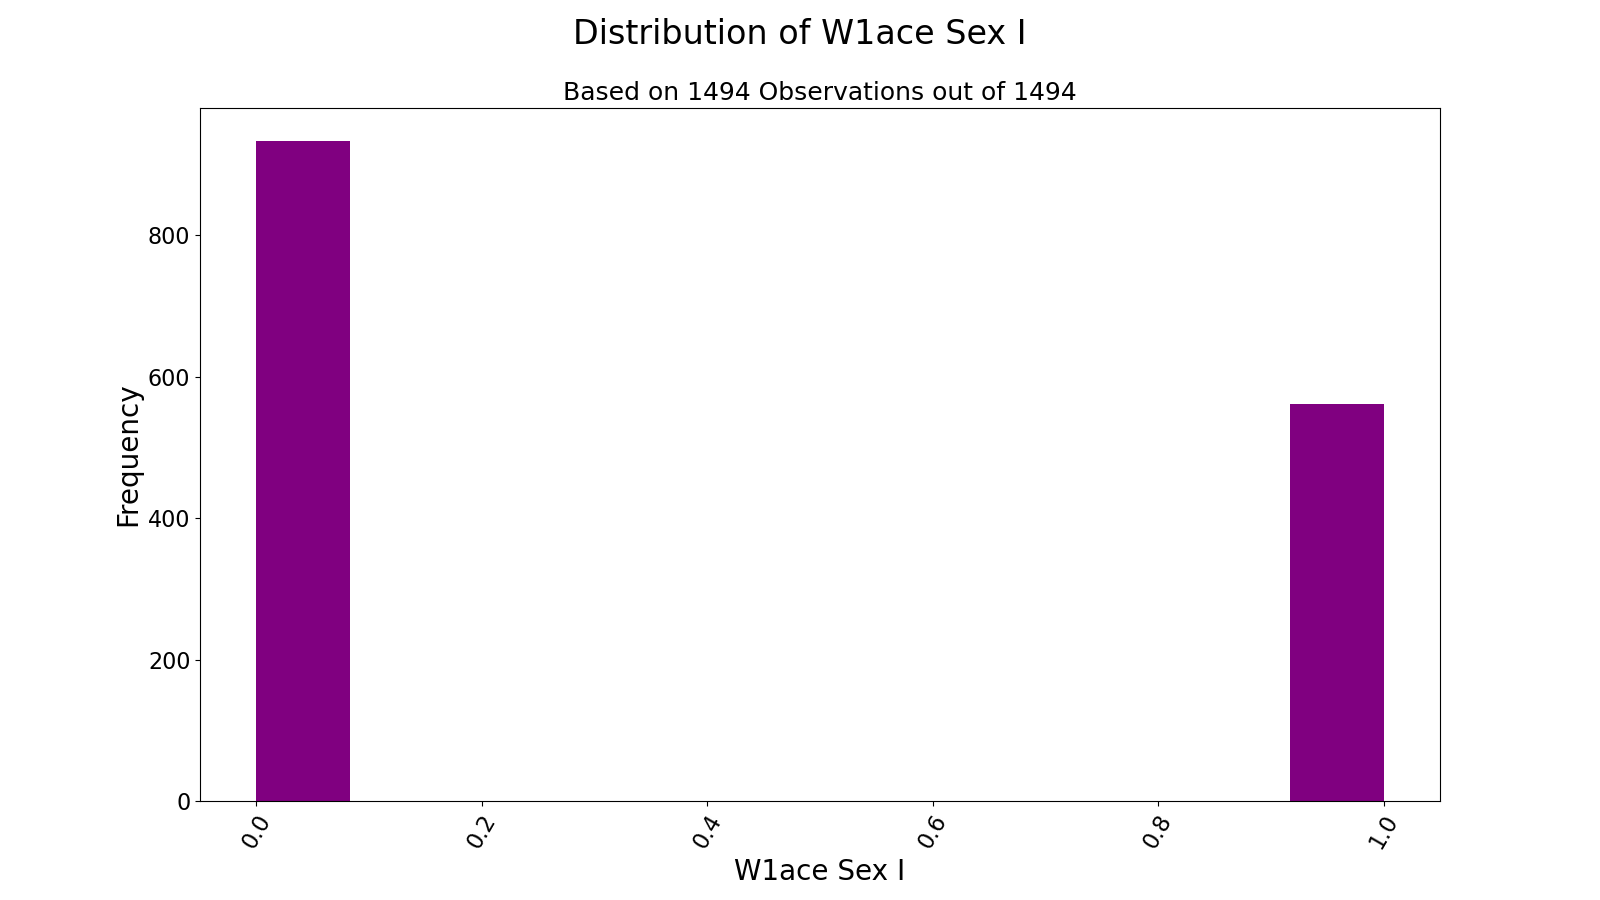 Distribution of W1ace Sex I
Based on 1494 Observations out of 1494
800
600
400
200
0
Frequency
0.0
0.2
0.4
0.6
0.8
1.0
W1ace Sex I